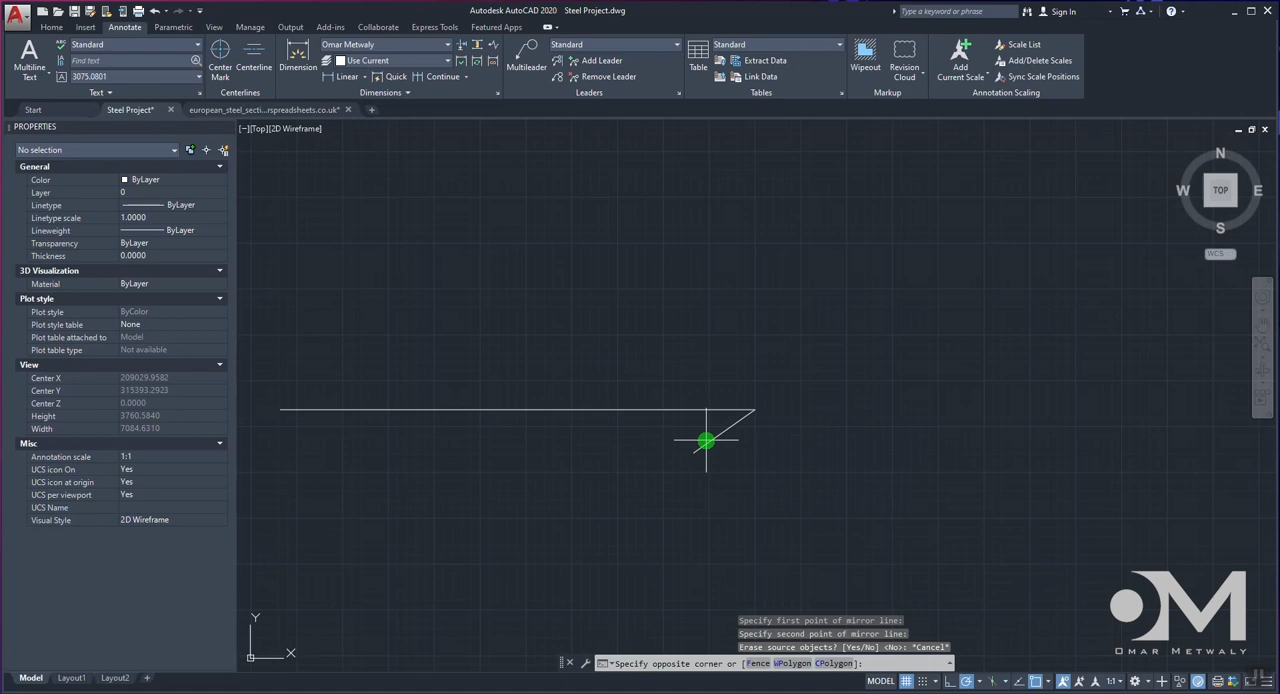 Autodesk AutoCAD 2020 Steel Project.dwg
Type a keyword or phrase
Sign In
Home Insert Annotate Parametric View Manage Output Add-ins Collaborate Express Tools Featured Apps
Multiline Text
Standard
Find text
3075.0801
Text
Center Mark
Centerline
Centerlines
Dimension
Omar Metwaly
Use Current
Linear Quick Continue
Dimensions
Multileader
Standard
Add Leader
Remove Leader
Leaders
Table
Standard
Extract Data
Link Data
Tables
Wipeout
Revision Cloud
Markup
Add Current Scale
Scale List
Add/Delete Scales
Sync Scale Positions
Annotation Scaling
Start Steel Project* european_steel_secti...rspreadsheets.co.uk*
PROPERTIES
[−][Top][2D Wireframe]
No selection
General
Color ByLayer
Layer 0
Linetype ByLayer
Linetype scale 1.0000
Lineweight ByLayer
Transparency ByLayer
Thickness 0.0000
3D Visualization
Material ByLayer
Plot style
Plot style ByColor
Plot style table None
Plot table attached to Model
Plot table type Not available
View
Center X 209029.9582
Center Y 315393.2923
Center Z 0.0000
Height 3760.5840
Width 7084.6310
Misc
Annotation scale 1:1
UCS icon On Yes
UCS icon at origin Yes
UCS per viewport Yes
UCS Name
Visual Style 2D Wireframe
N
W TOP E
S
WCS
Y
X
Specify first point of mirror line:
Specify second point of mirror line:
Erase source objects? [Yes/No] <No>: *Cancel*
Specify opposite corner or [Fence WPolygon CPolygon]:
OM
OMAR METWALY
Model Layout1 Layout2
MODEL 1:1